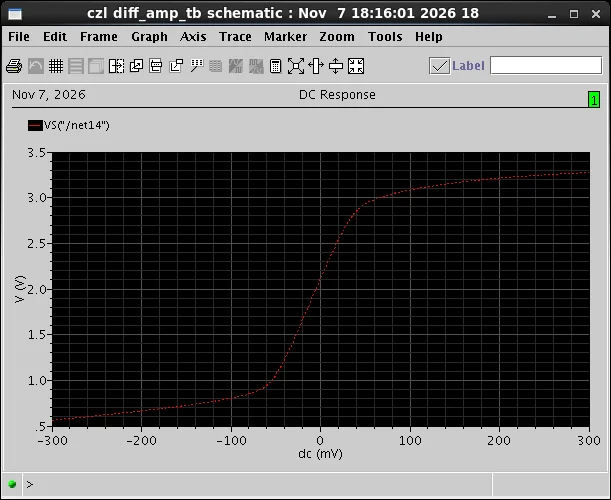 czl diff_amp_tb schematic : Nov  7 18:16:01 2026 18
File Edit Frame Graph Axis Trace Marker Zoom Tools Help
Label
Nov 7, 2026 DC Response 1
VS("/net14")
3.5
3.0
2.5
2.0
1.5
1.0
.5
V (V)
-300 -200 -100 0 100 200 300
dc (mV)
>